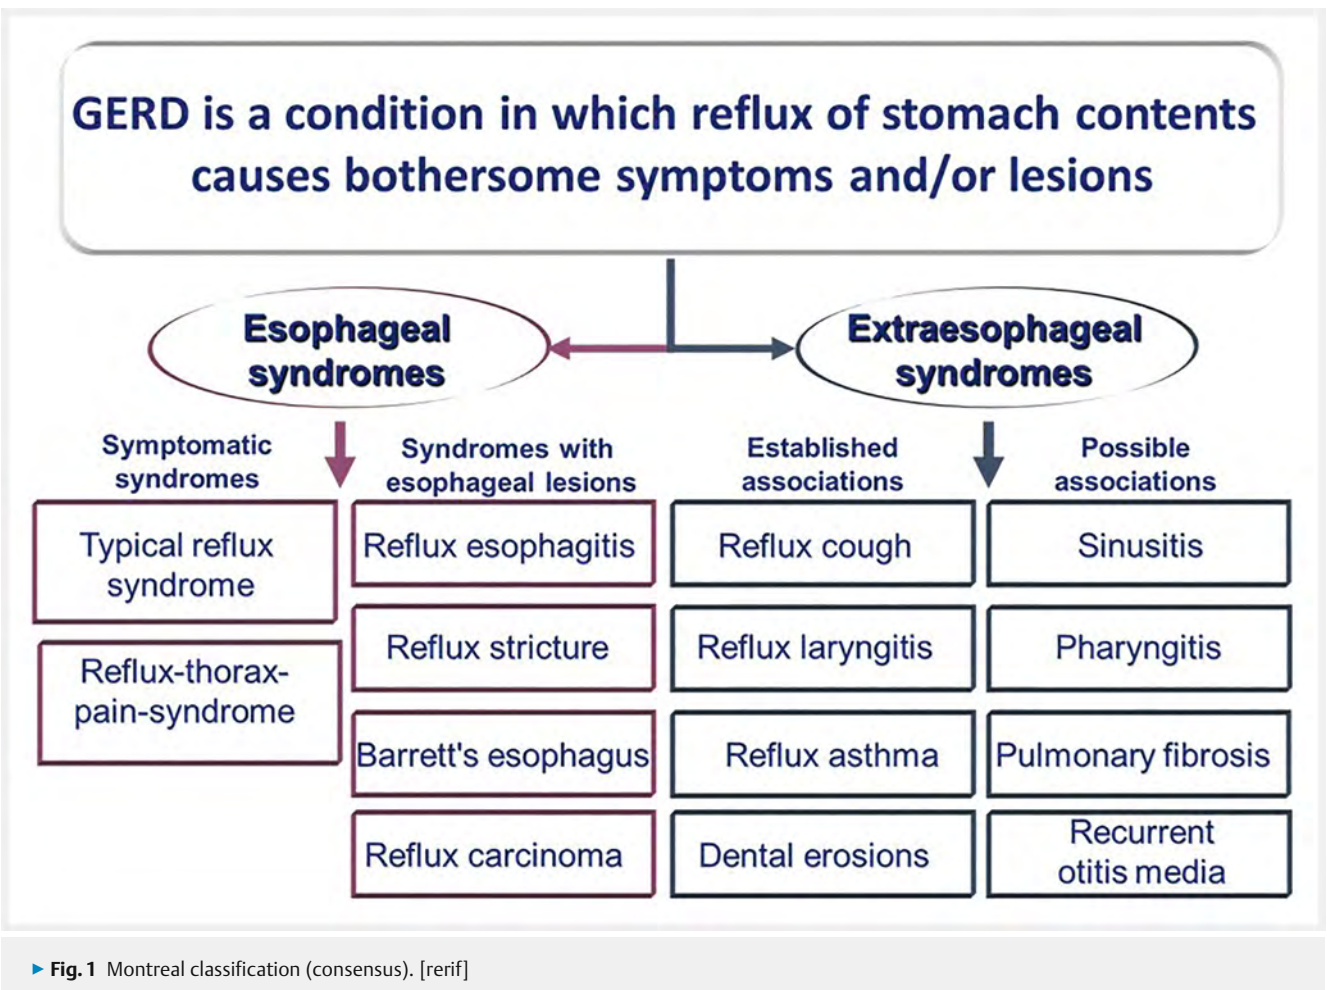 GERD is a condition in which reflux of stomach contents
causes bothersome symptoms and/or lesions
Esophageal
syndromes
Extraesophageal
syndromes
Symptomatic
syndromes
Typical reflux
syndrome
Reflux-thorax-
pain-syndrome
Syndromes with
esophageal lesions
Reflux esophagitis
Reflux stricture
Barrett's esophagus
Reflux carcinoma
Established
associations
Reflux cough
Reflux laryngitis
Reflux asthma
Dental erosions
Possible
associations
Sinusitis
Pharyngitis
Pulmonary fibrosis
Recurrent
otitis media
▶ Fig. 1 Montreal classification (consensus). [rerif]